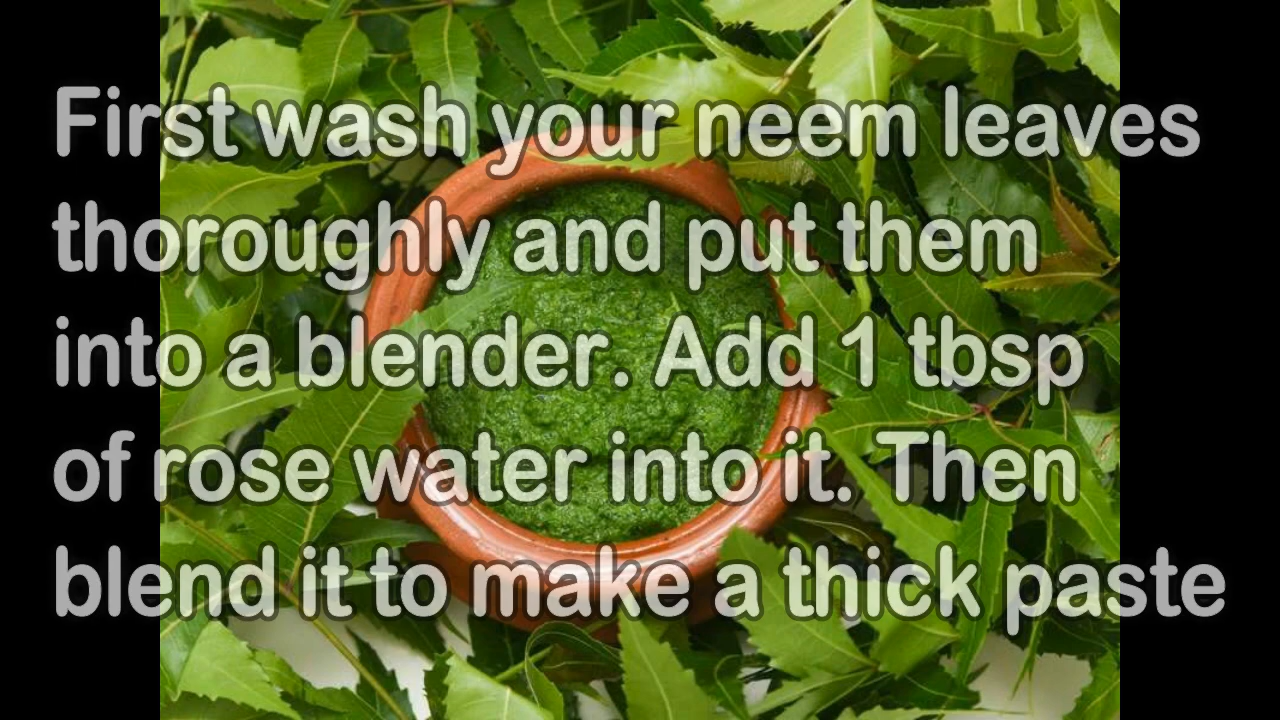 First wash your neem leaves
thoroughly and put them
into a blender. Add 1 tbsp
of rose water into it. Then
blend it to make a thick paste